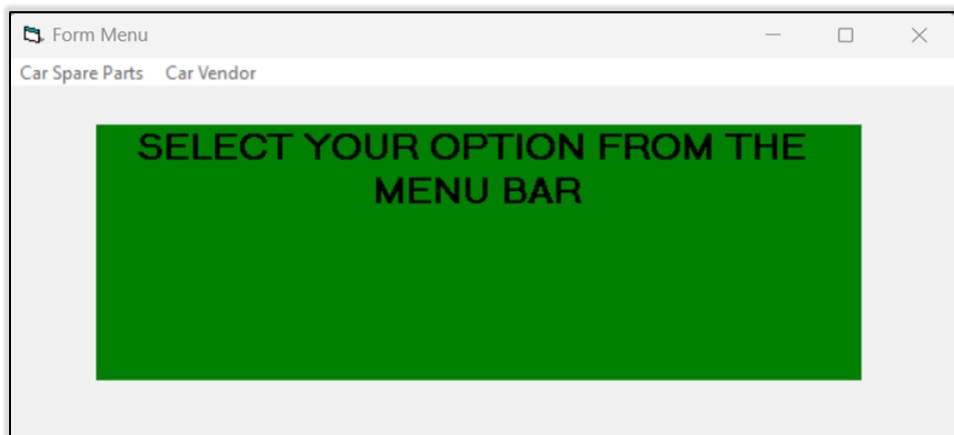 Form Menu
Car Spare Parts Car Vendor
SELECT YOUR OPTION FROM THE
MENU BAR